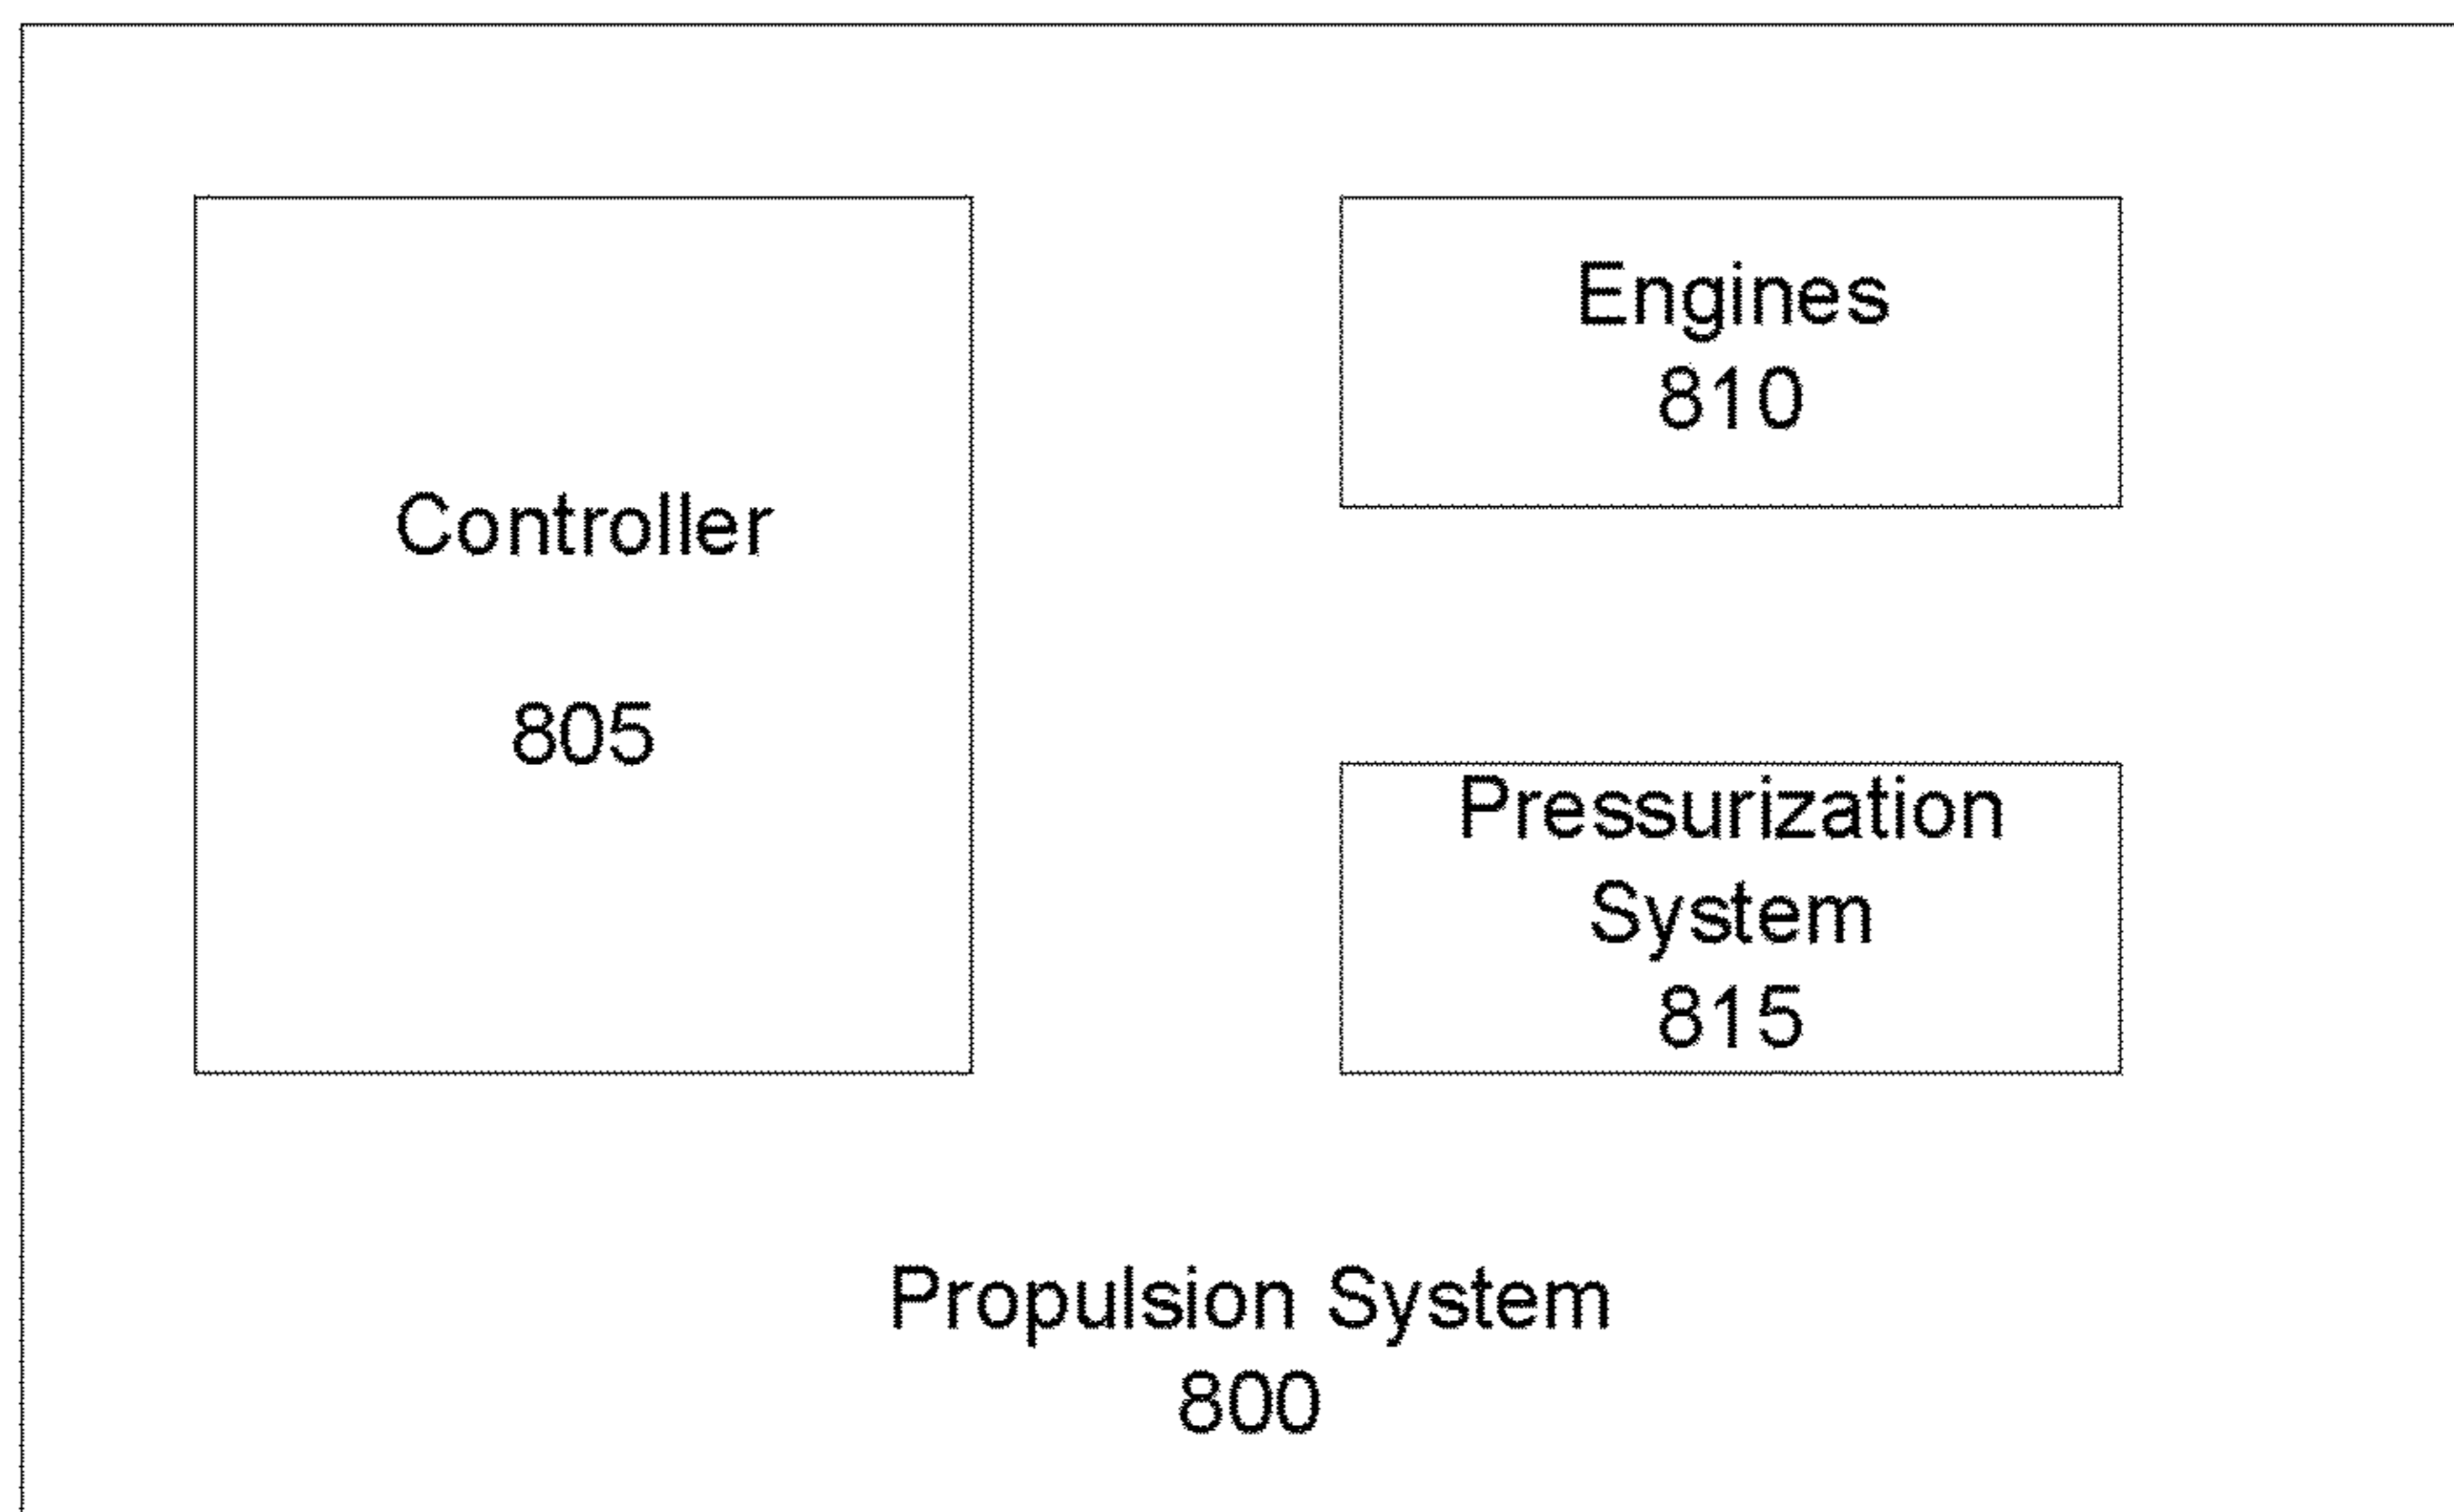 Controller
805
Engines
810
Pressurization
System
815
Propulsion System
800